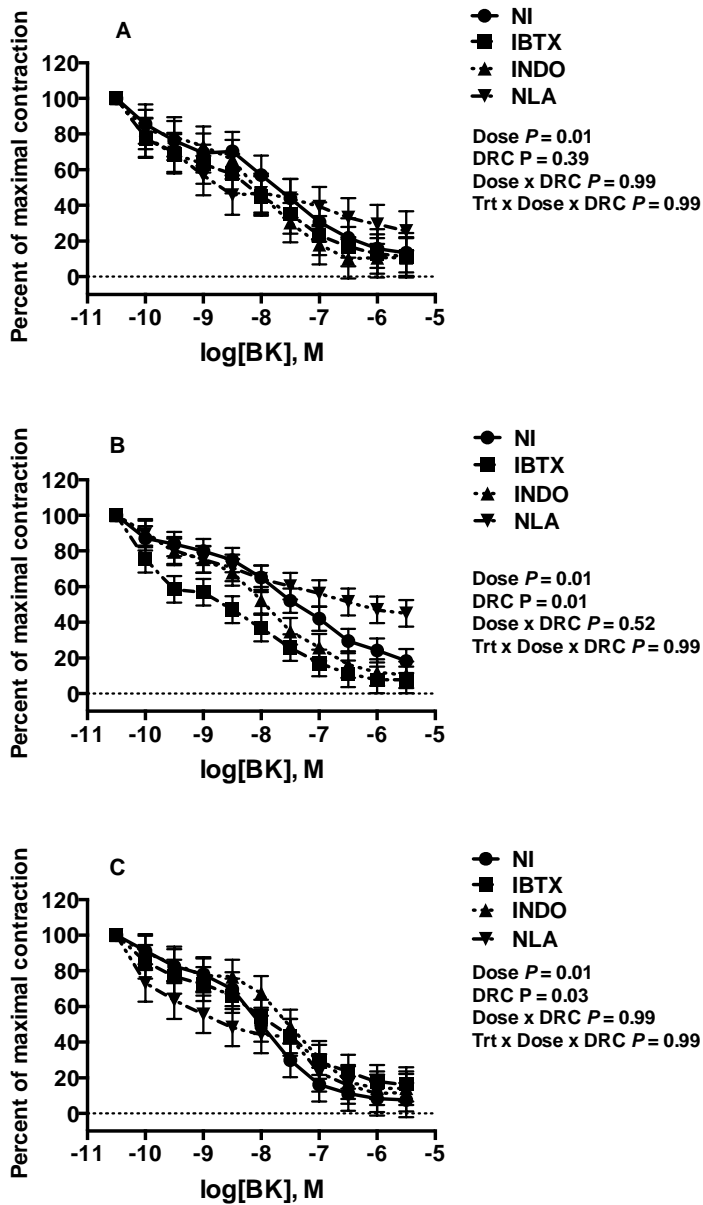 A
NI
IBTX
INDO
NLA
Dose P = 0.01
DRC P = 0.39
Dose x DRC P = 0.99
Trt x Dose x DRC P = 0.99
Percent of maximal contraction
120
100
80
60
40
20
0
-11 -10 -9 -8 -7 -6 -5
log[BK], M
B
NI
IBTX
INDO
NLA
Dose P = 0.01
DRC P = 0.01
Dose x DRC P = 0.52
Trt x Dose x DRC P = 0.99
Percent of maximal contraction
120
100
80
60
40
20
0
-11 -10 -9 -8 -7 -6 -5
log[BK], M
C
NI
IBTX
INDO
NLA
Dose P = 0.01
DRC P = 0.03
Dose x DRC P = 0.99
Trt x Dose x DRC P = 0.99
Percent of maximal contraction
120
100
80
60
40
20
0
-11 -10 -9 -8 -7 -6 -5
log[BK], M